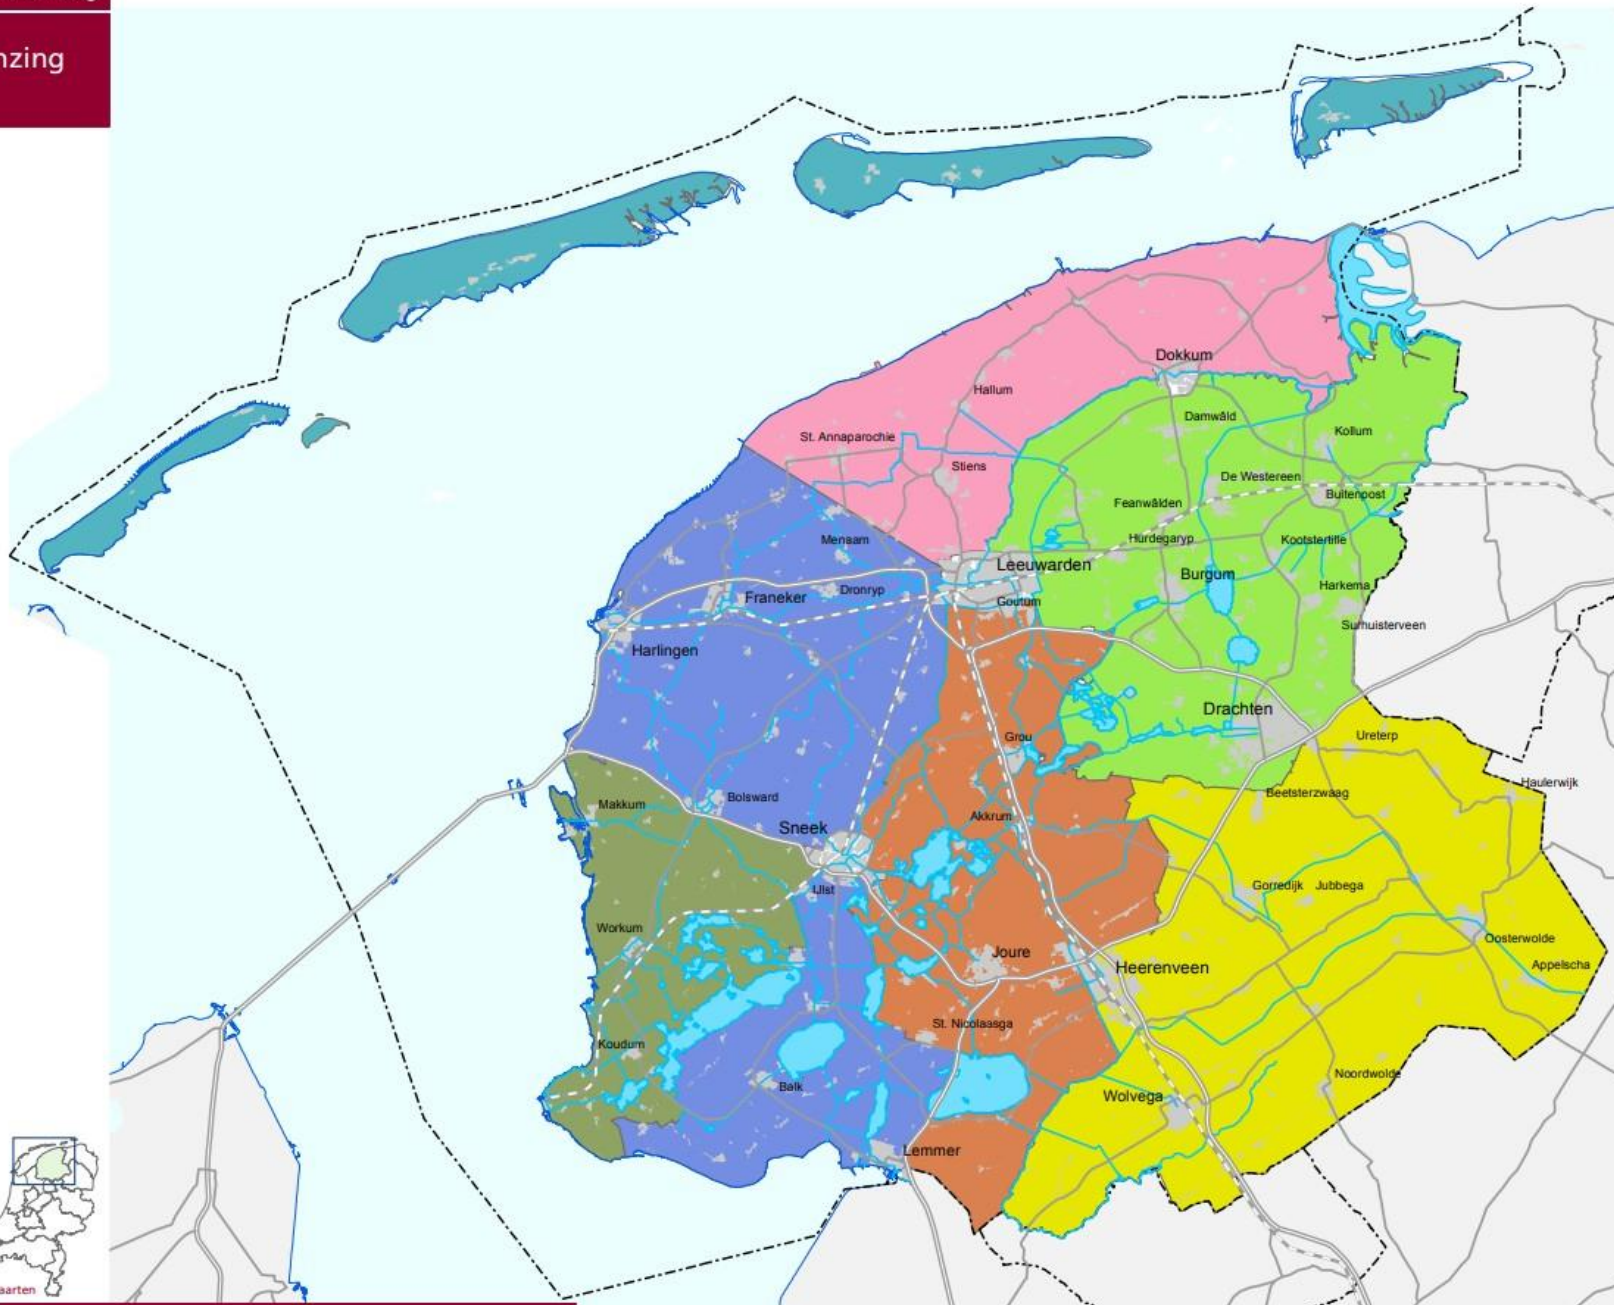 nzing
Dokkum
Hallum
Damwâld
Kollum
St. Annaparochie
Stiens
De Westereen
Buitenpost
Feanwâlden
Menaam
Hurdegaryp
Kootstertille
Leeuwarden
Burgum
Harkema
Franeker
Dronryp
Goutum
Surhuisterveen
Harlingen
Drachten
Grou
Ureterp
Haulerwijk
Beetsterzwaag
Makkum
Bolsward
Akkrum
Sneek
IJlst
Gorredijk
Jubbega
Workum
Oosterwolde
Joure
Heerenveen
Appelscha
St. Nicolaasga
Koudum
Balk
Noordwolde
Wolvega
Lemmer
aarten